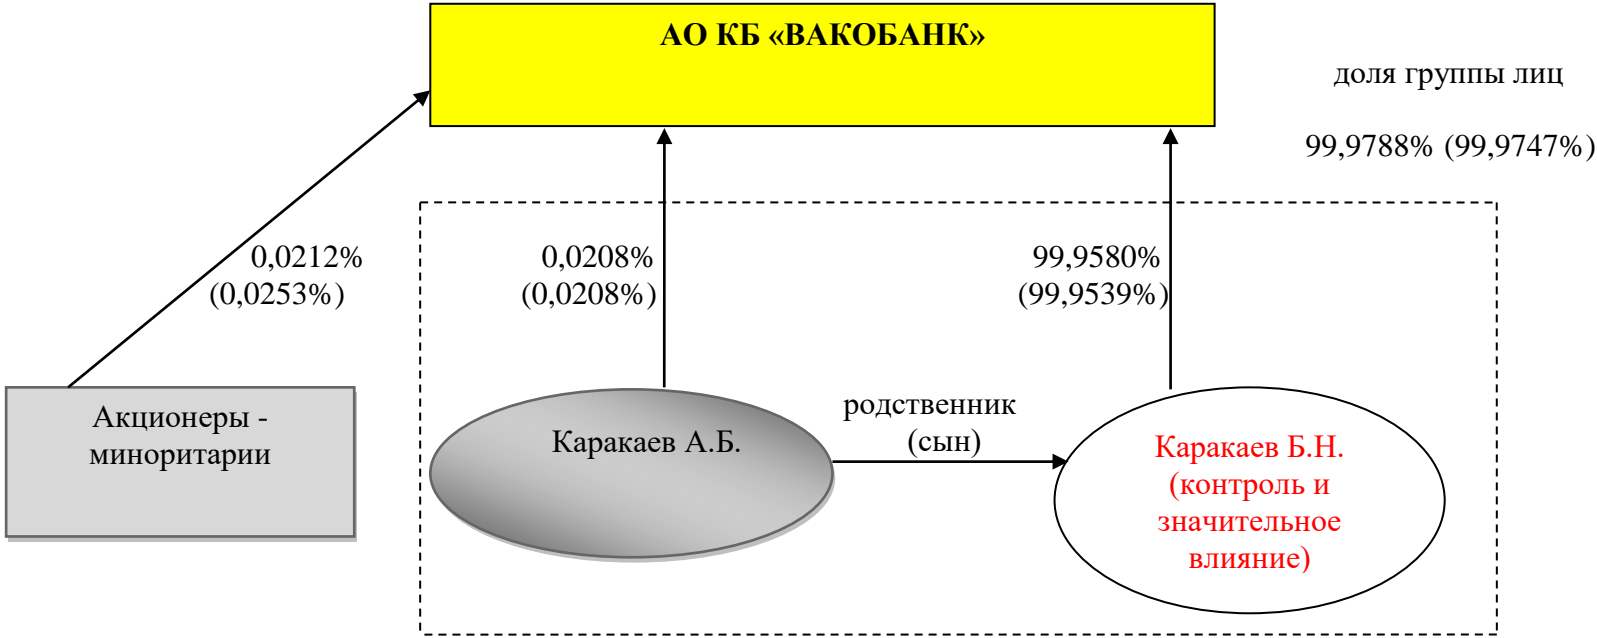 АО КБ «ВАКОБАНК»
доля группы лиц
99,9788% (99,9747%)
0,0212%
(0,0253%)
0,0208%
(0,0208%)
99,9580%
(99,9539%)
Акционеры -
миноритарии
Каракаев А.Б.
родственник
(сын)
Каракаев Б.Н.
(контроль и
значительное
влияние)